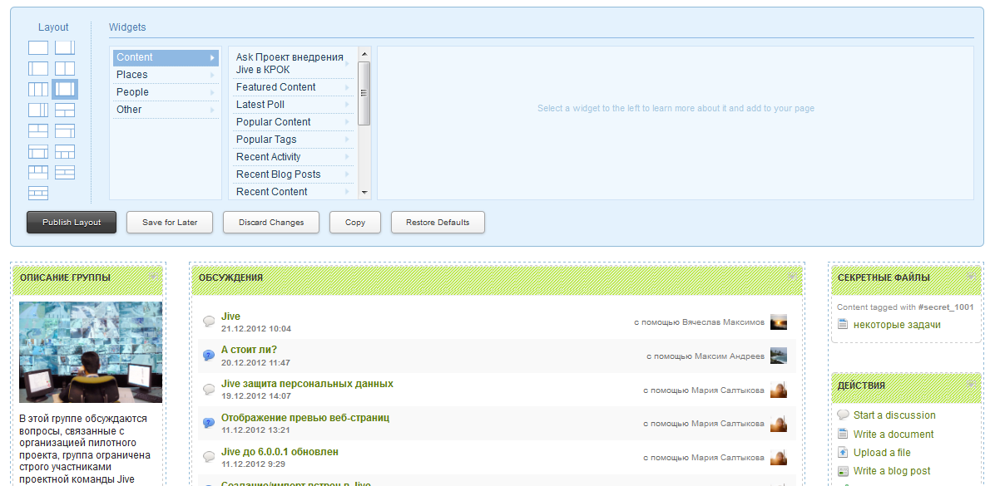 Layout
Widgets
Content
Places
People
Other
Ask Проект внедрения
Jive в КРОК
Featured Content
Latest Poll
Popular Content
Popular Tags
Recent Activity
Recent Blog Posts
Recent Content
Select a widget to the left to learn more about it and add to your page
Publish Layout
Save for Later
Discard Changes
Copy
Restore Defaults
ОПИСАНИЕ ГРУППЫ
В этой группе обсуждаются
вопросы, связанные с
организацией пилотного
проекта, группа ограничена
строго участниками
проектной команды Jive
ОБСУЖДЕНИЯ
Jive
21.12.2012 10:04
с помощью Вячеслав Максимов
А стоит ли?
20.12.2012 11:47
с помощью Максим Андреев
Jive защита персональных данных
19.12.2012 14:07
с помощью Мария Салтыкова
Отображение превью веб-страниц
11.12.2012 13:21
с помощью Мария Салтыкова
Jive до 6.0.0.1 обновлен
11.12.2012 9:29
с помощью Мария Салтыкова
Создание/импорт встреч в Jive
СЕКРЕТНЫЕ ФАЙЛЫ
Content tagged with #secret_1001
некоторые задачи
ДЕЙСТВИЯ
Start a discussion
Write a document
Upload a file
Write a blog post